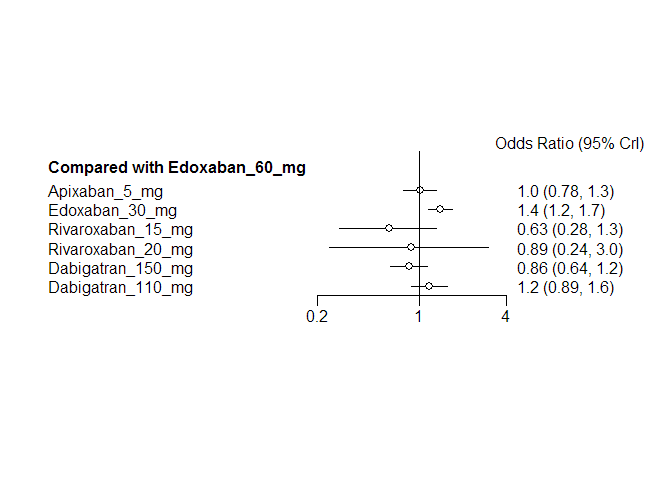 Odds Ratio (95% CrI)
Compared with Edoxaban_60_mg
Apixaban_5_mg 1.0 (0.78, 1.3)
Edoxaban_30_mg 1.4 (1.2, 1.7)
Rivaroxaban_15_mg 0.63 (0.28, 1.3)
Rivaroxaban_20_mg 0.89 (0.24, 3.0)
Dabigatran_150_mg 0.86 (0.64, 1.2)
Dabigatran_110_mg 1.2 (0.89, 1.6)
0.2 1 4